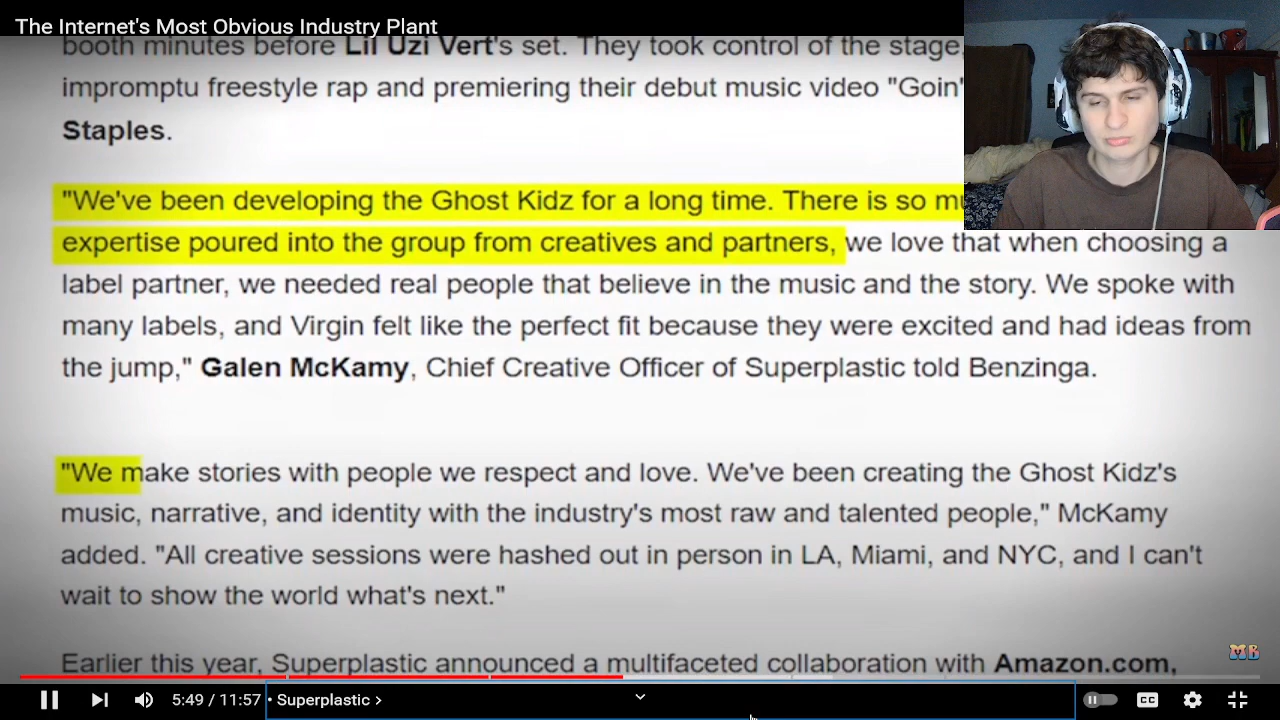 The Internet's Most Obvious Industry Plant
booth minutes before Lil Uzi Vert's set. They took control of the stage,
impromptu freestyle rap and premiering their debut music video "Goin'
Staples.
"We've been developing the Ghost Kidz for a long time. There is so mu
expertise poured into the group from creatives and partners, we love that when choosing a
label partner, we needed real people that believe in the music and the story. We spoke with
many labels, and Virgin felt like the perfect fit because they were excited and had ideas from
the jump," Galen McKamy, Chief Creative Officer of Superplastic told Benzinga.
"We make stories with people we respect and love. We've been creating the Ghost Kidz's
music, narrative, and identity with the industry's most raw and talented people," McKamy
added. "All creative sessions were hashed out in person in LA, Miami, and NYC, and I can't
wait to show the world what's next."
Earlier this year, Superplastic announced a multifaceted collaboration with Amazon.com,
MB
5:49 / 11:57 • Superplastic >
CC